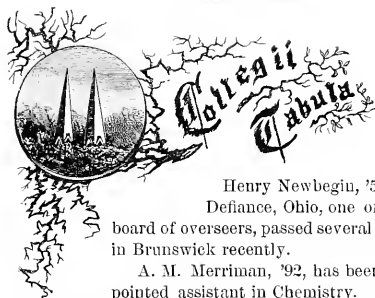 Collegii
Tabula
Henry Newbegin, '5
Defiance, Ohio, one o
board of overseers, passed several
in Brunswick recently.
A. M. Merriman, '92, has been
pointed assistant in Chemistry.